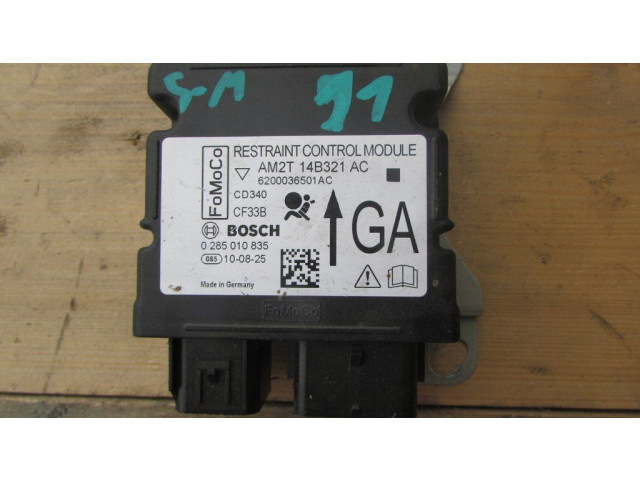 S-M 11
FoMoCo
RESTRAINT CONTROL MODULE
AM2T 14B321 AC
6200036501AC
CD340
CF33B
BOSCH
0 285 010 835
085 10-08-25
GA
Made in Germany
FoMoCo